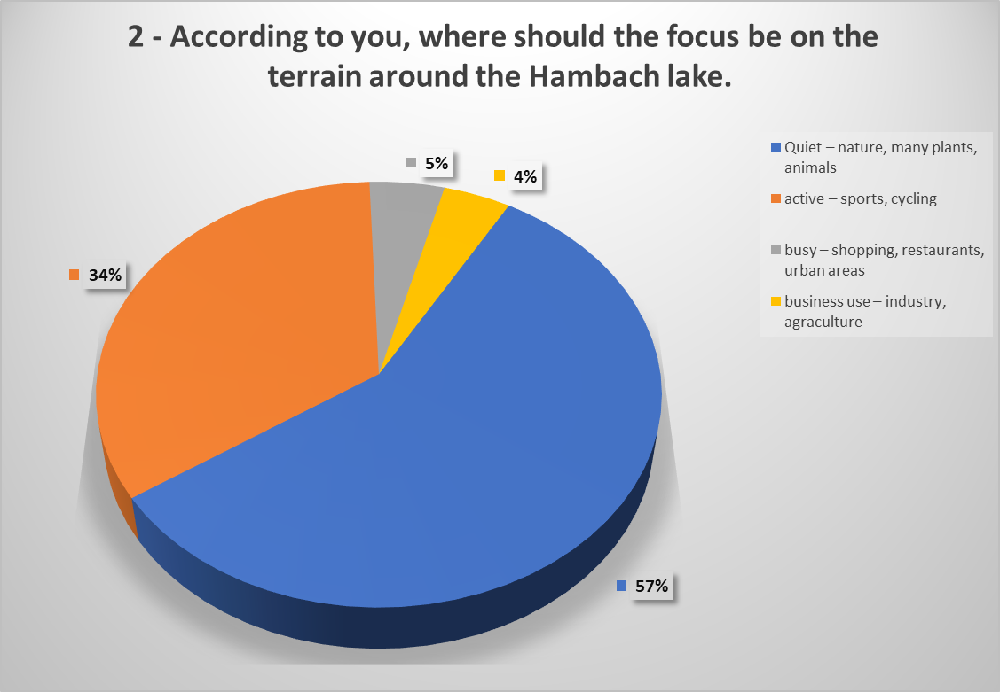 2 - According to you, where should the focus be on the
terrain around the Hambach lake.
5%
4%
34%
57%
Quiet – nature, many plants,
animals
active – sports, cycling
busy – shopping, restaurants,
urban areas
business use – industry,
agraculture